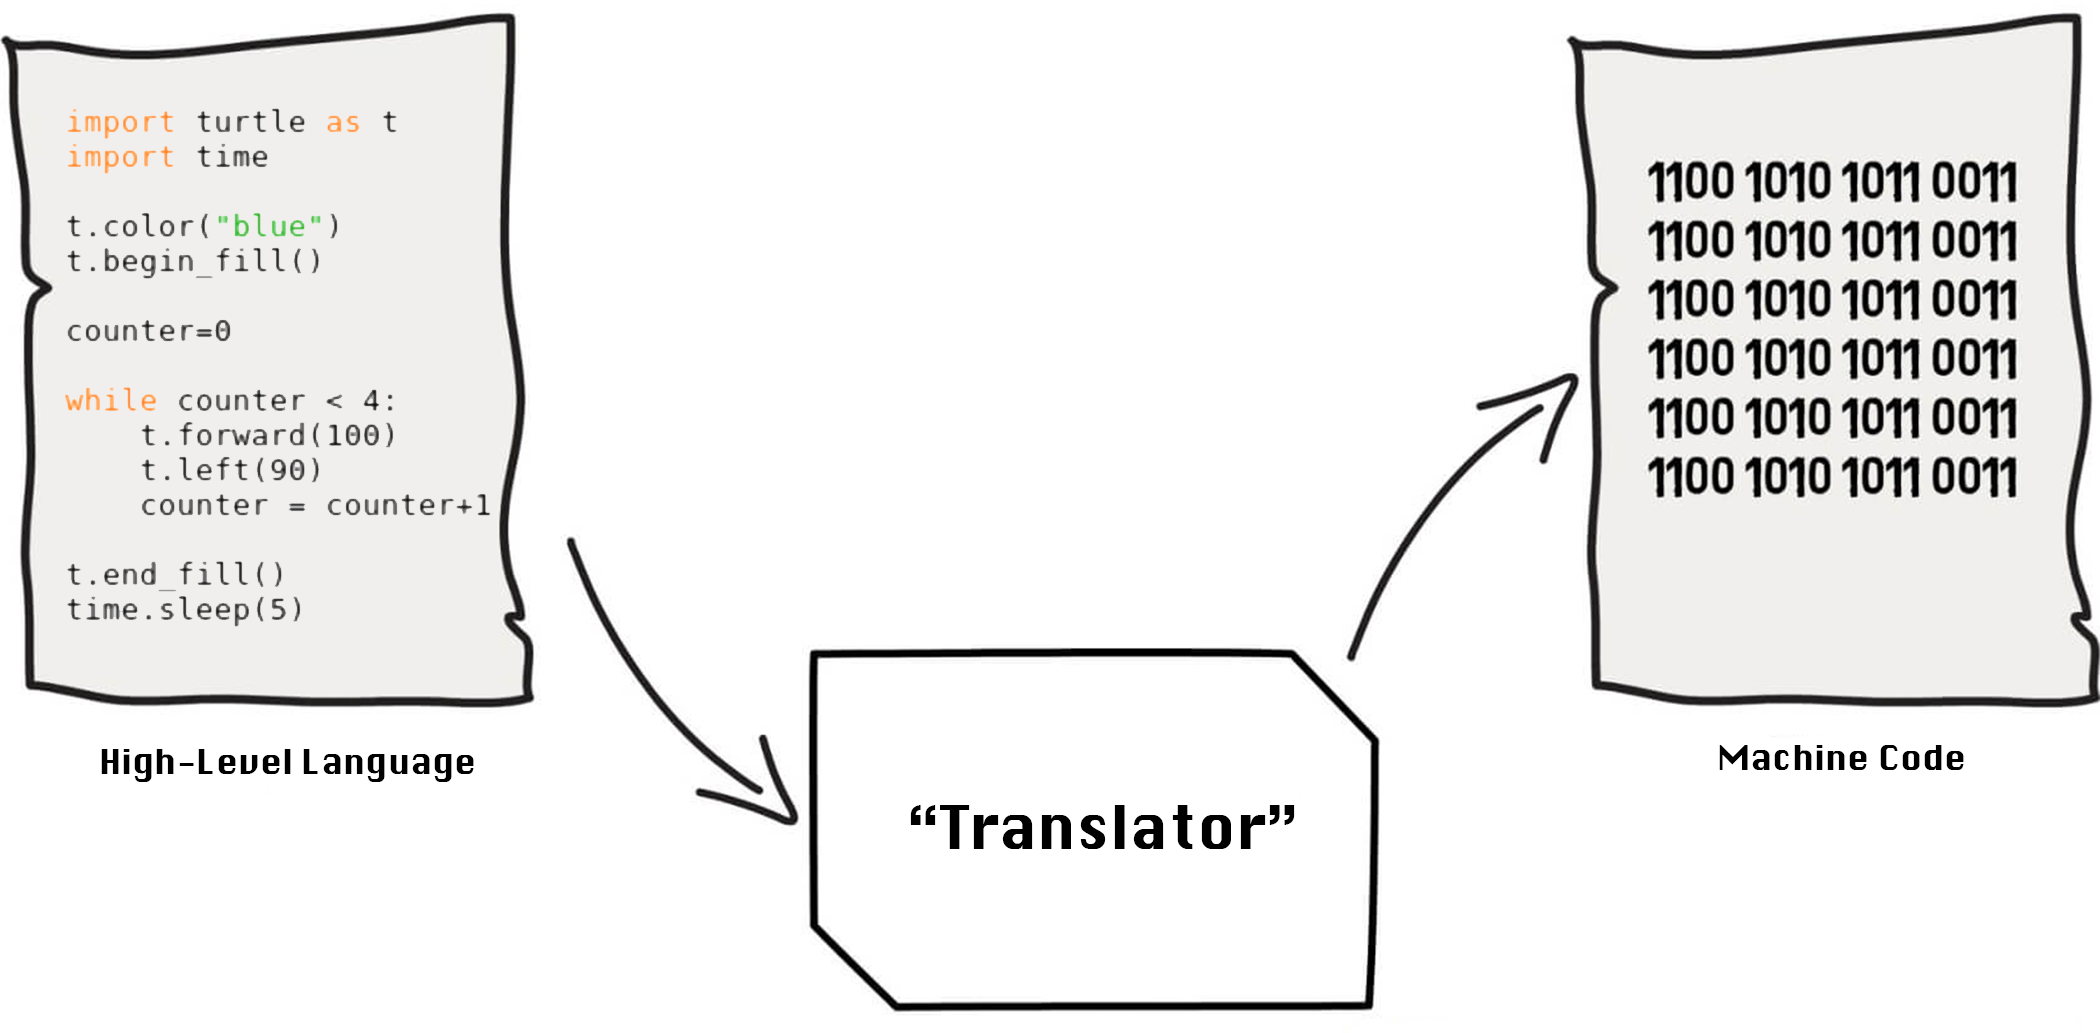 import turtle as t
import time
t.color("blue")
t.begin_fill()
counter=0
while counter < 4:
    t.forward(100)
    t.left(90)
    counter = counter+1
t.end_fill()
time.sleep(5)
High-Level Language
“Translator”
1100 1010 1011 0011
1100 1010 1011 0011
1100 1010 1011 0011
1100 1010 1011 0011
1100 1010 1011 0011
1100 1010 1011 0011
Machine Code